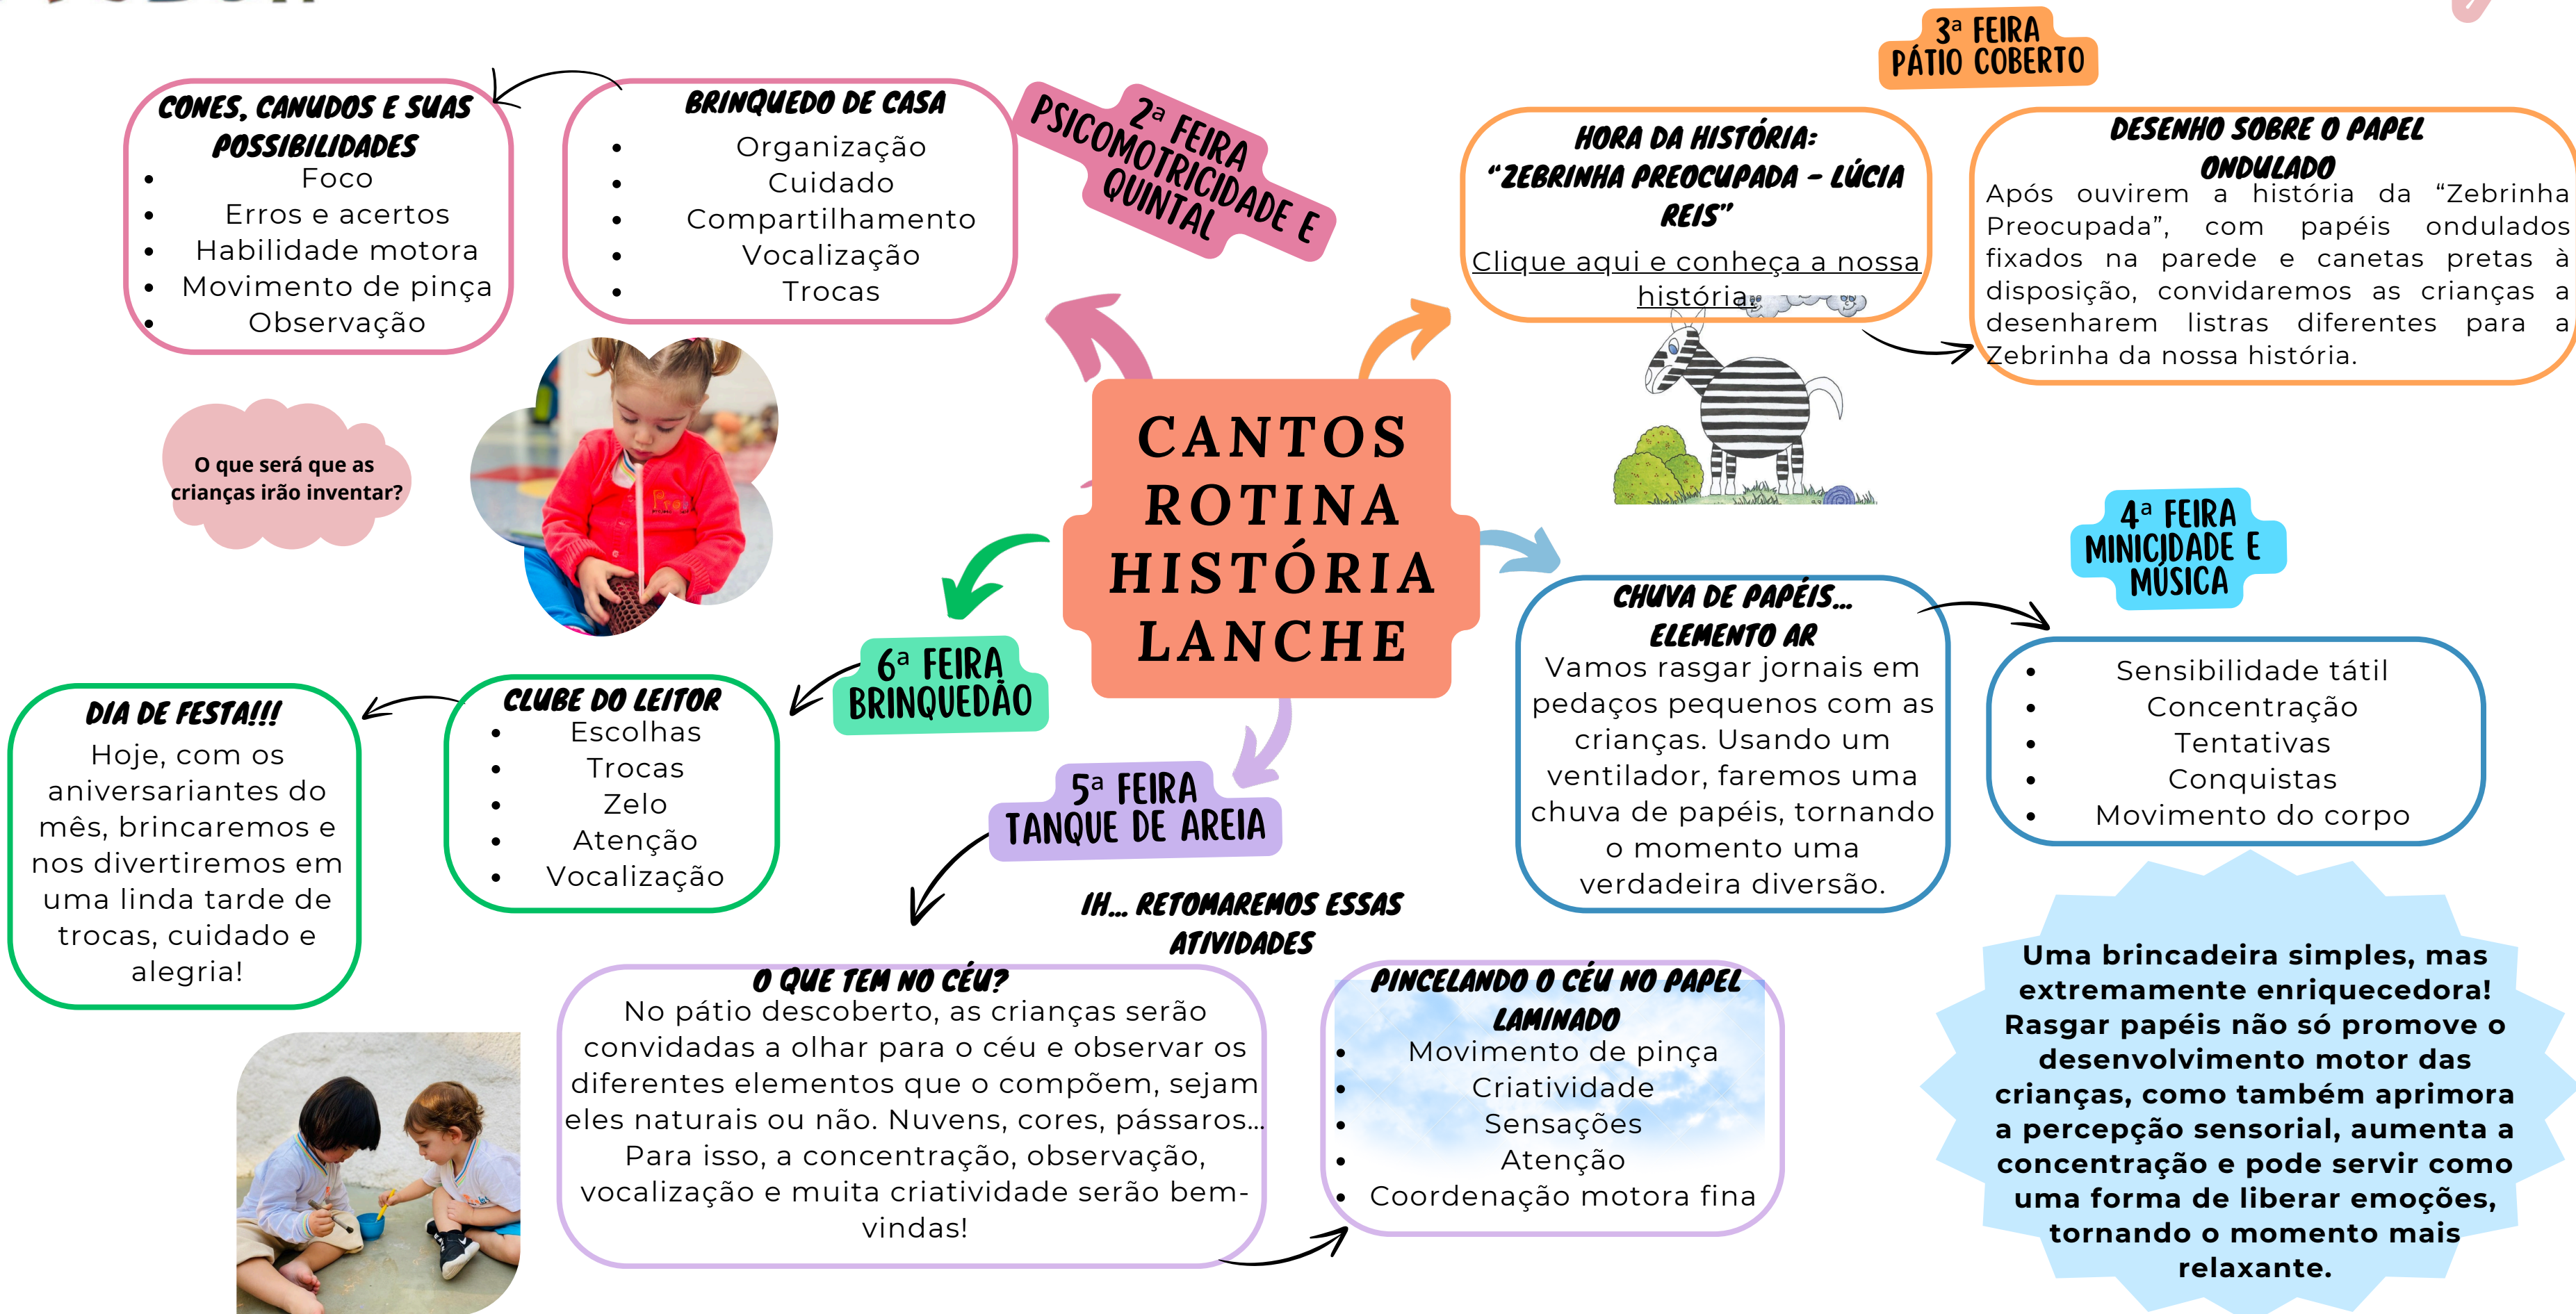 2ª FEIRA
PSICOMOTRICIDADE E
QUINTAL
BRINQUEDO DE CASA
• Organização
• Cuidado
• Compartilhamento
• Vocalização
• Trocas
CONES, CANUDOS E SUAS
POSSIBILIDADES
• Foco
• Erros e acertos
• Habilidade motora
• Movimento de pinça
• Observação
O que será que as
crianças irão inventar?
3ª FEIRA
PÁTIO COBERTO
HORA DA HISTÓRIA:
“ZEBRINHA PREOCUPADA - LÚCIA
REIS”
Clique aqui e conheça a nossa
história.
DESENHO SOBRE O PAPEL
ONDULADO
Após ouvirem a história da “Zebrinha
Preocupada”, com papéis ondulados
fixados na parede e canetas pretas à
disposição, convidaremos as crianças a
desenharem listras diferentes para a
Zebrinha da nossa história.
CANTOS
ROTINA
HISTÓRIA
LANCHE
4ª FEIRA
MINICIDADE E
MÚSICA
CHUVA DE PAPÉIS...
ELEMENTO AR
Vamos rasgar jornais em
pedaços pequenos com as
crianças. Usando um
ventilador, faremos uma
chuva de papéis, tornando
o momento uma
verdadeira diversão.
• Sensibilidade tátil
• Concentração
• Tentativas
• Conquistas
• Movimento do corpo
Uma brincadeira simples, mas
extremamente enriquecedora!
Rasgar papéis não só promove o
desenvolvimento motor das
crianças, como também aprimora
a percepção sensorial, aumenta a
concentração e pode servir como
uma forma de liberar emoções,
tornando o momento mais
relaxante.
5ª FEIRA
TANQUE DE AREIA
IH... RETOMAREMOS ESSAS
ATIVIDADES
O QUE TEM NO CÉU?
No pátio descoberto, as crianças serão
convidadas a olhar para o céu e observar os
diferentes elementos que o compõem, sejam
eles naturais ou não. Nuvens, cores, pássaros...
Para isso, a concentração, observação,
vocalização e muita criatividade serão bem-
vindas!
PINCELANDO O CÉU NO PAPEL
LAMINADO
• Movimento de pinça
• Criatividade
• Sensações
• Atenção
• Coordenação motora fina
6ª FEIRA
BRINQUEDÃO
CLUBE DO LEITOR
• Escolhas
• Trocas
• Zelo
• Atenção
• Vocalização
DIA DE FESTA!!!
Hoje, com os
aniversariantes do
mês, brincaremos e
nos divertiremos em
uma linda tarde de
trocas, cuidado e
alegria!